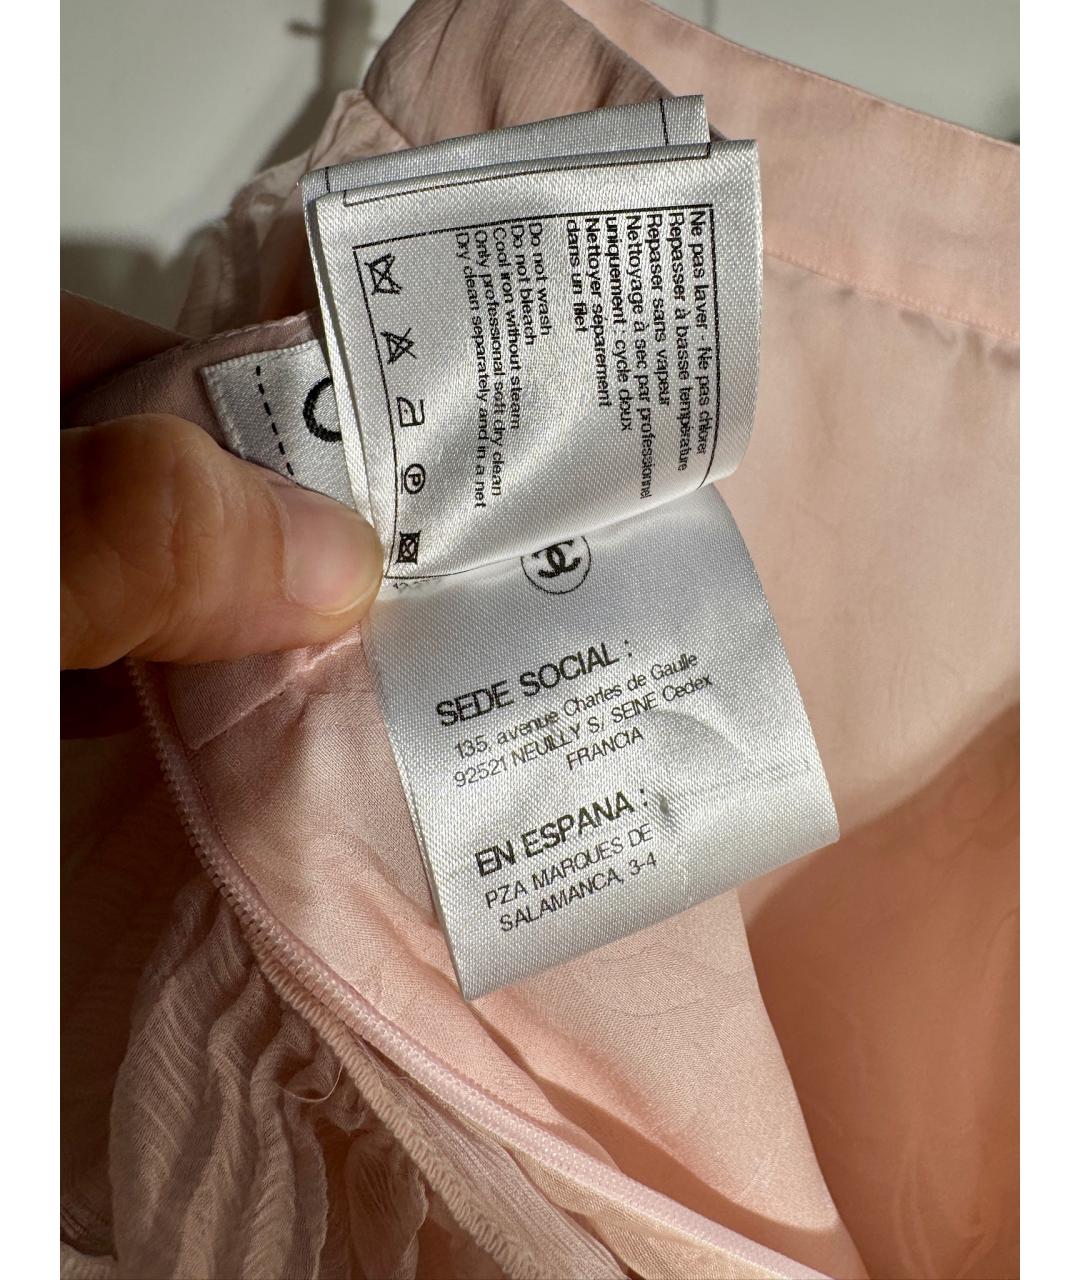 Ne pas laver - Ne pas chlorer
Repasser à basse température
Repaser sans vapeur
Nettoyage à sec par professionnel
uniquement - cycle doux
Nettoyer séparement
dans un filet
Do not wash
Do not bleach
Cool iron without steam
Only professional soft dry clean
Dry clean separately and in a net
P
SEDE SOCIAL :
135, avenue Charles de Gaulle
92521 NEUILLY S/ SEINE Cedex
FRANCIA
EN ESPANA :
PZA MARQUES DE
SALAMANCA, 3-4